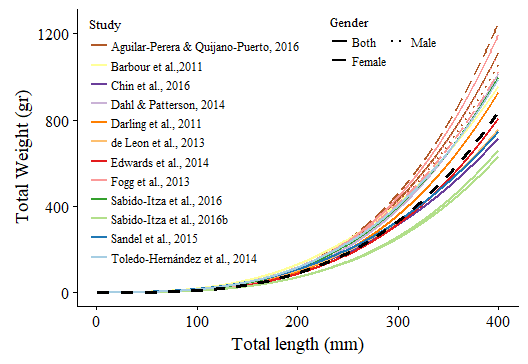 Study
Aguilar-Perera & Quijano-Puerto, 2016
Barbour et al.,2011
Chin et al., 2016
Dahl & Patterson, 2014
Darling et al., 2011
de Leon et al., 2013
Edwards et al., 2014
Fogg et al., 2013
Sabido-Itza et al., 2016
Sabido-Itza et al., 2016b
Sandel et al., 2015
Toledo-Hernández et al., 2014
Gender
Both Male
Female
Total Weight (gr)
1200
800
400
0
0 100 200 300 400
Total length (mm)